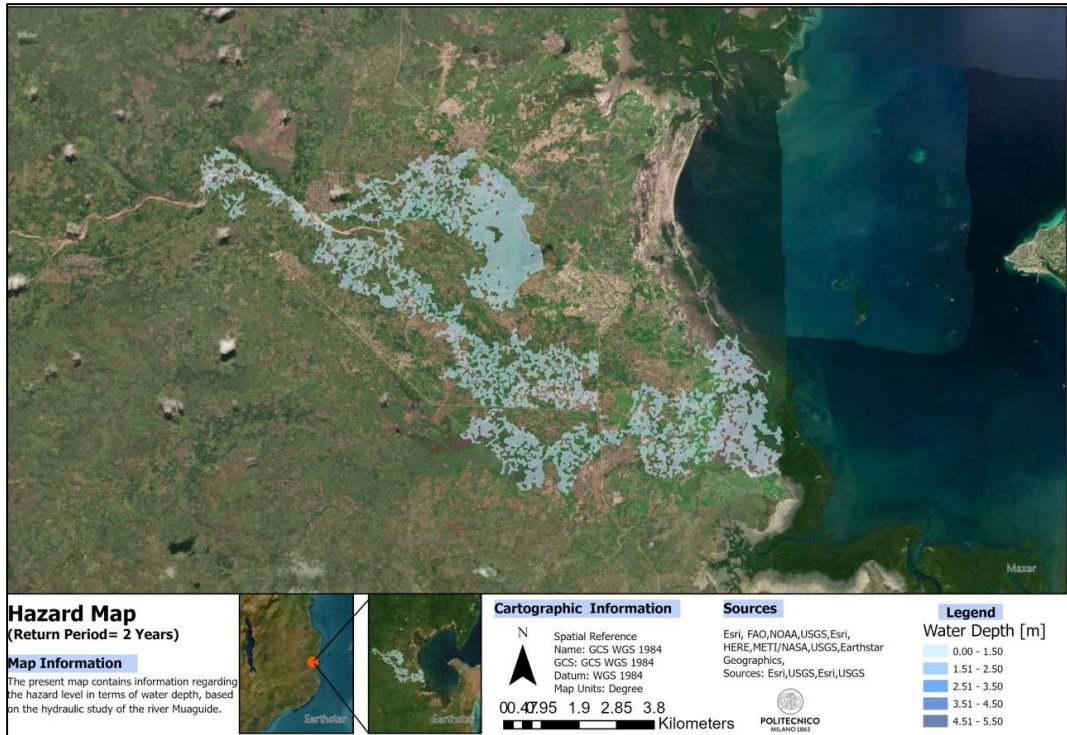 Maxar
Hazard Map
(Return Period= 2 Years)
Map Information
The present map contains information regarding
the hazard level in terms of water depth, based
on the hydraulic study of the river Muaguide.
Earthstar
Earthstar
Cartographic Information
N
Spatial Reference
Name: GCS WGS 1984
GCS: GCS WGS 1984
Datum: WGS 1984
Map Units: Degree
00.470.95 1.9 2.85 3.8
Kilometers
Sources
Esri, FAO,NOAA,USGS,Esri,
HERE,METI/NASA,USGS,Earthstar
Geographics,
Sources: Esri,USGS,Esri,USGS
POLITECNICO
MILANO 1863
Legend
Water Depth [m]
0.00 - 1.50
1.51 - 2.50
2.51 - 3.50
3.51 - 4.50
4.51 - 5.50